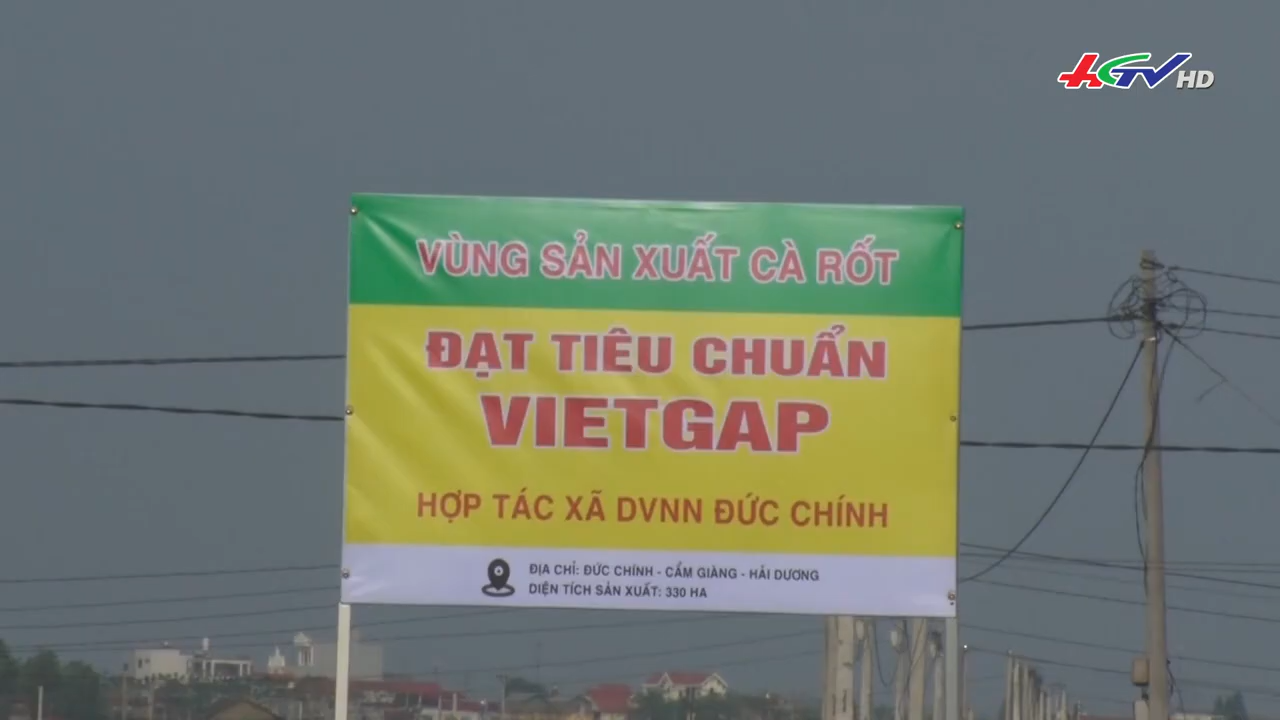 HGTV HD
VÙNG SẢN XUẤT CÀ RỐT
ĐẠT TIÊU CHUẨN
VIETGAP
HỢP TÁC XÃ DVNN ĐỨC CHÍNH
ĐỊA CHỈ: ĐỨC CHÍNH - CẨM GIÀNG - HẢI DƯƠNG
DIỆN TÍCH SẢN XUẤT: 330 HA